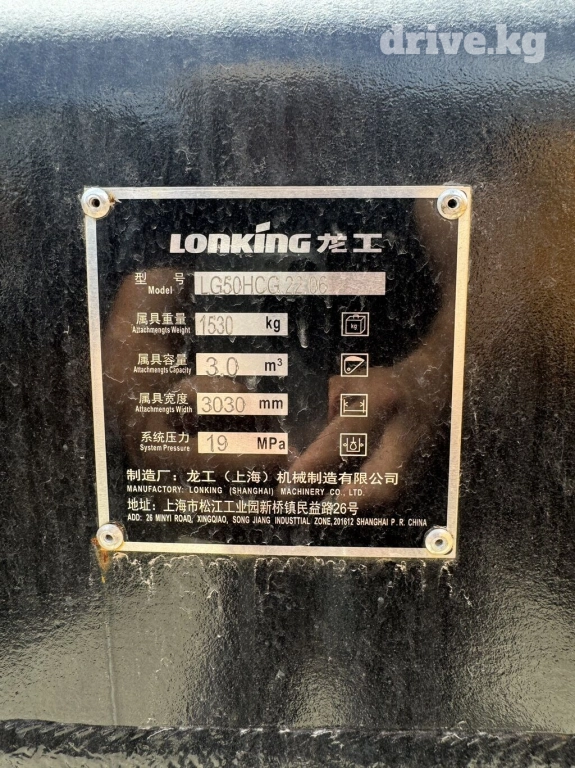 drive.kg
LONKING 龙工
型 号 Model LG50HCG 22106
属具重量 Attachmengts Weight 1530 kg
属具容量 Attachmengts Capacity 3.0 m³
属具宽度 Attachmengts Width 3030 mm
系统压力 System Pressure 19 MPa
制造厂：龙工（上海）机械制造有限公司
MANUFACTORY: LONKING (SHANGHAI) MACHINERY CO., LTD.
地址：上海市松江工业园新桥镇民益路26号
ADD: 26 MINYI ROAD, XINGQIAO, SONG JIANG INDUSTTIAL ZONE, 201612 SHANGHAI P. R. CHINA